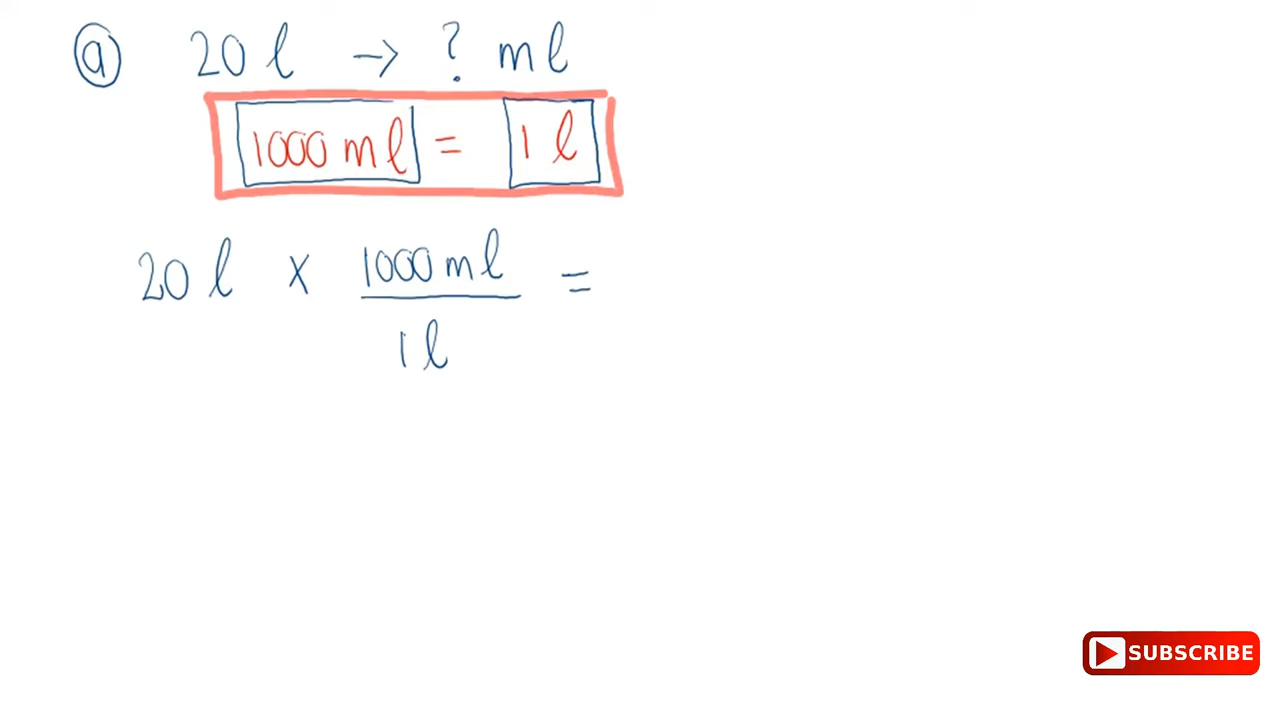 ⓐ 20 l → ? ml
1000 ml = 1 l
20 l × 1000 ml =
1 l
SUBSCRIBE